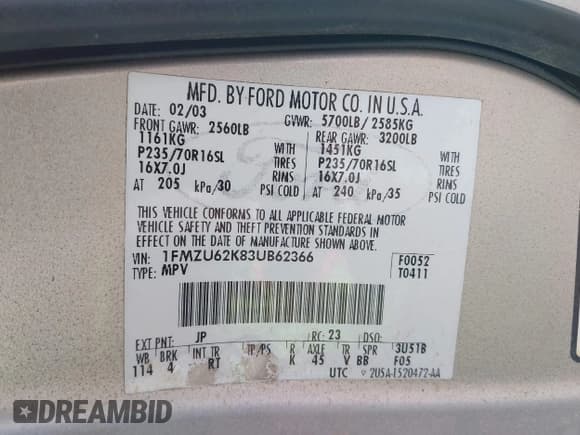 MFD. BY FORD MOTOR CO. IN U.S.A.
DATE: 02/03 GVWR: 5700LB/ 2585KG
FRONT GAWR: 2560LB REAR GAWR: 3200LB
1161KG WITH 1451KG WITH
P235/70R16SL TIRES P235/70R16SL TIRES
16X7.0J RIMS 16X7.0J RIMS
AT 205 kPa/30 PSI COLD AT 240 kPa/35 PSI COLD
THIS VEHICLE CONFORMS TO ALL APPLICABLE FEDERAL MOTOR
VEHICLE SAFETY AND THEFT PREVENTION STANDARDS IN
EFFECT ON THE DATE OF MANUFACTURE SHOWN ABOVE.
VIN: 1FMZU62K83UB62366 F0052
TYPE: MPV T0411
EXT PNT: JP RC: 23 DSO:
WB BRK INT TR TP/PS R AXLE TR SPR 3U51B
114 4 RT K 45 V BB F05
UTC 2U5A-1520472-AA
DREAMBID